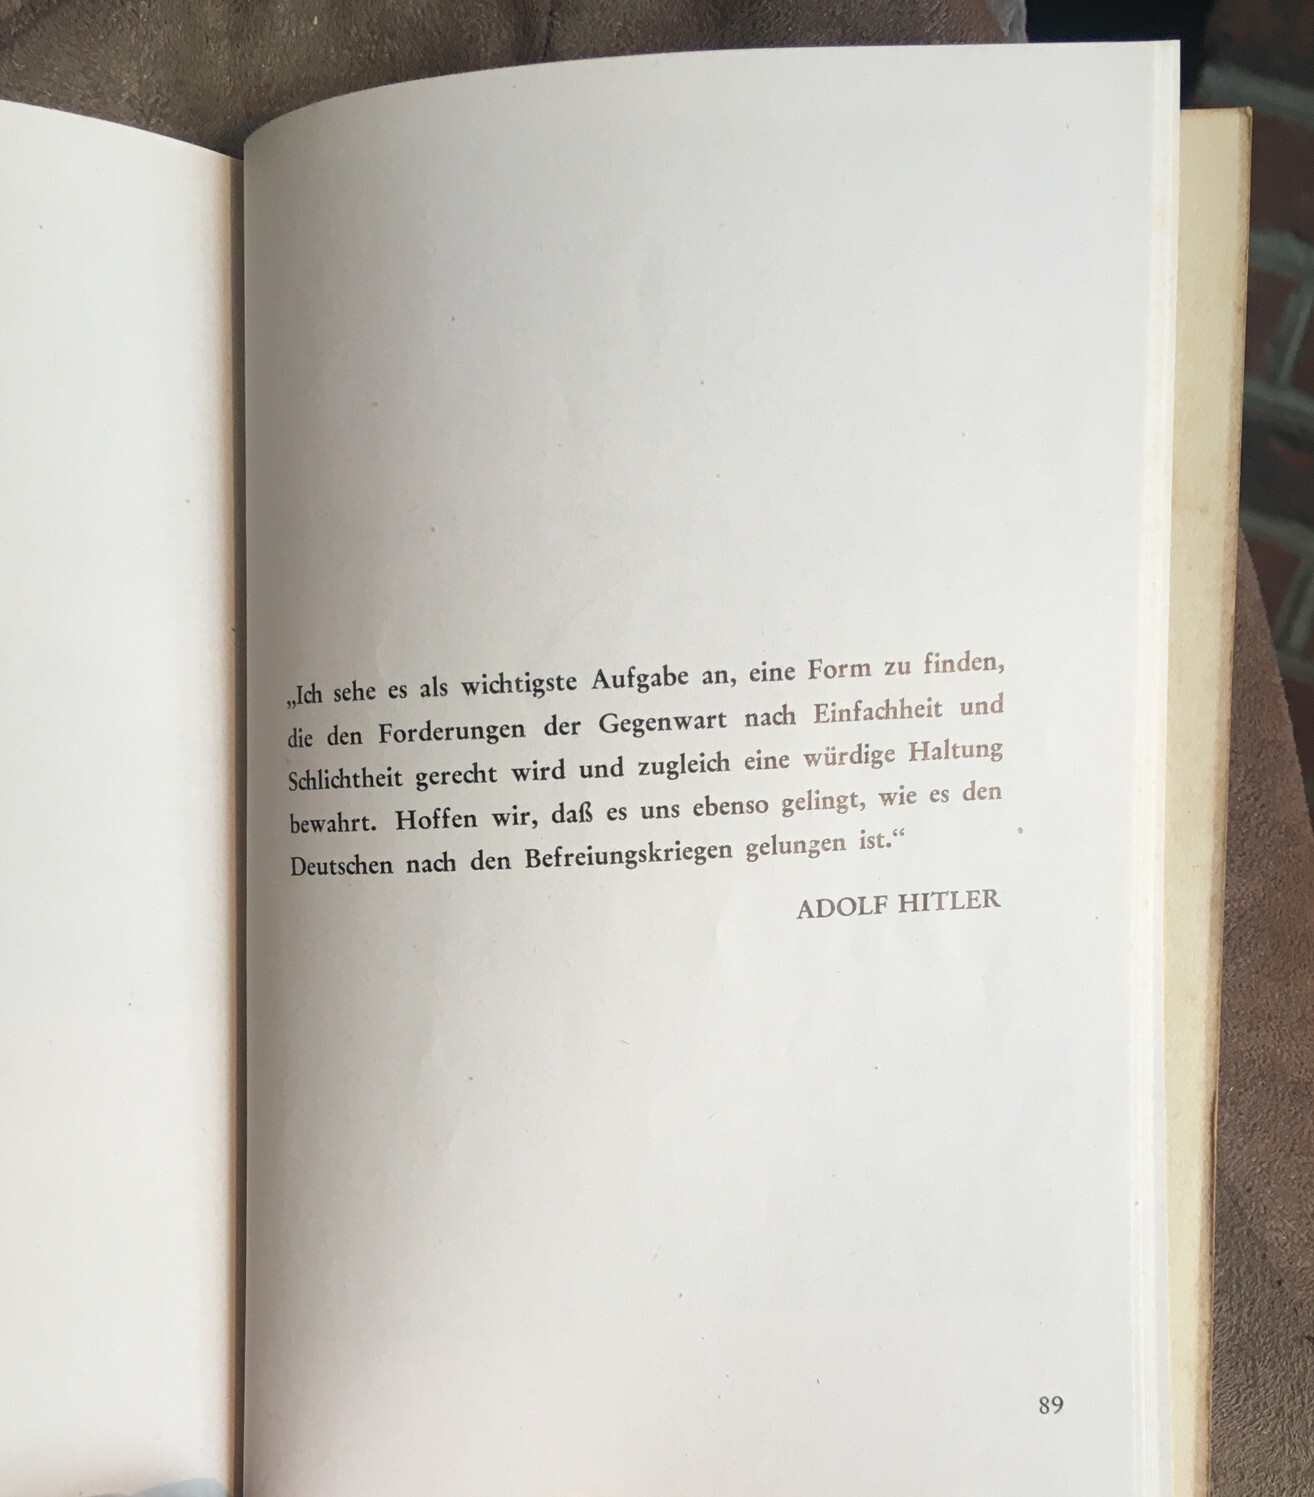 „Ich sehe es als wichtigste Aufgabe an, eine Form zu finden,
die den Forderungen der Gegenwart nach Einfachheit und
Schlichtheit gerecht wird und zugleich eine würdige Haltung
bewahrt. Hoffen wir, daß es uns ebenso gelingt, wie es den
Deutschen nach den Befreiungskriegen gelungen ist.“
ADOLF HITLER
89